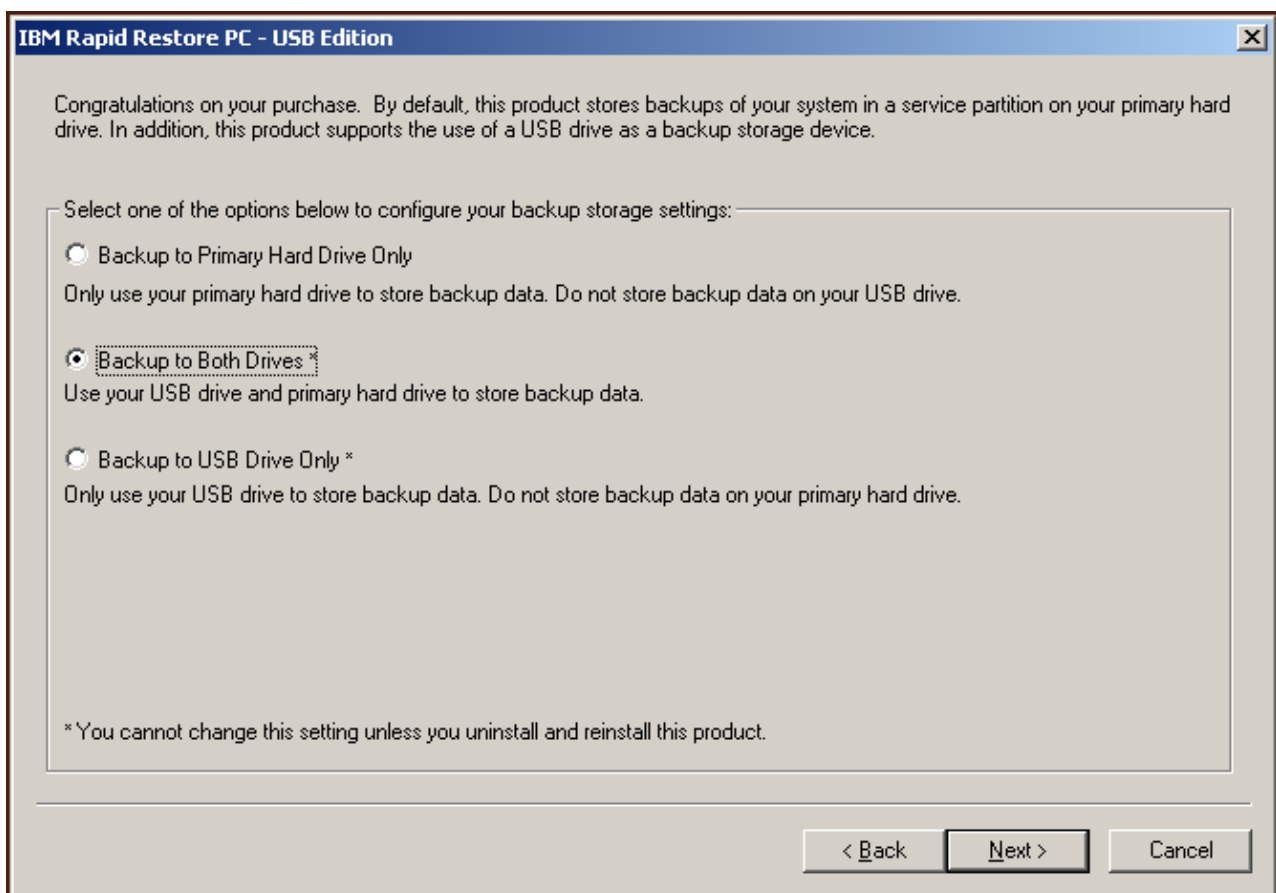 IBM Rapid Restore PC - USB Edition
Congratulations on your purchase.  By default, this product stores backups of your system in a service partition on your primary hard
drive. In addition, this product supports the use of a USB drive as a backup storage device.
Select one of the options below to configure your backup storage settings:
Backup to Primary Hard Drive Only
Only use your primary hard drive to store backup data. Do not store backup data on your USB drive.
Backup to Both Drives *
Use your USB drive and primary hard drive to store backup data.
Backup to USB Drive Only *
Only use your USB drive to store backup data. Do not store backup data on your primary hard drive.
* You cannot change this setting unless you uninstall and reinstall this product.
< Back
Next >
Cancel